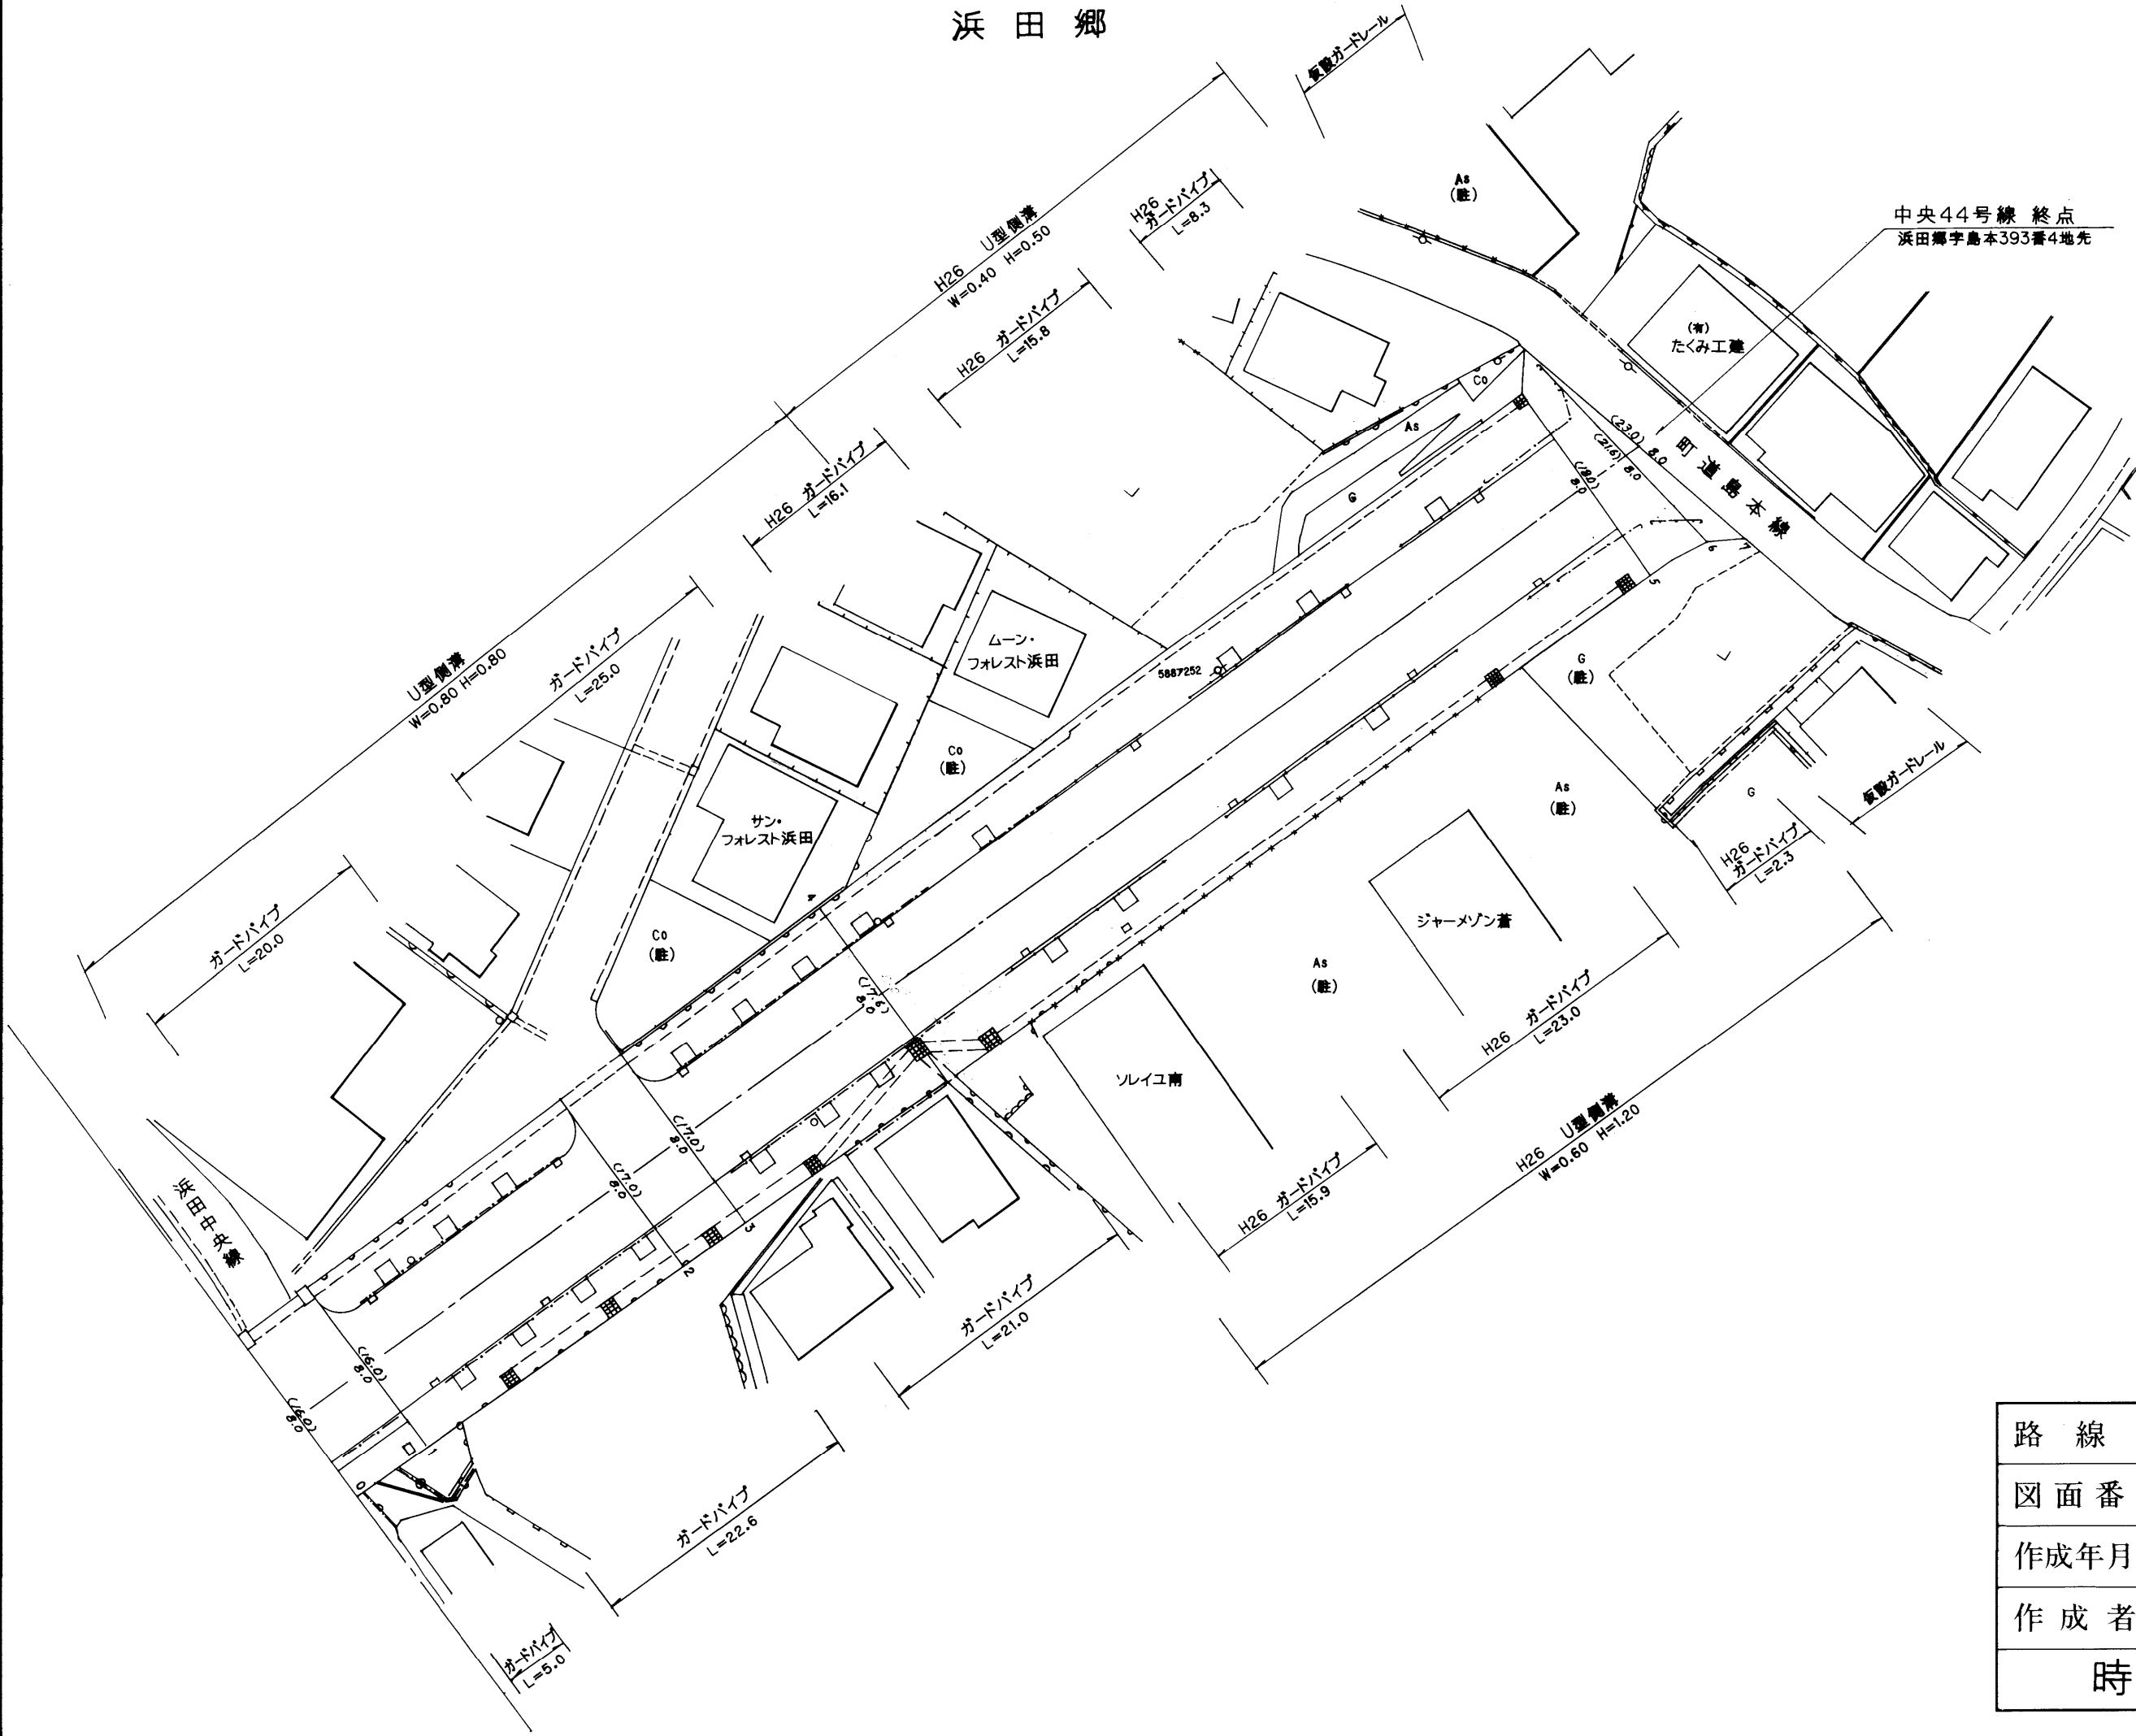 浜田郷
仮設ガードレール
H26 U型側溝
W=0.40 H=0.50
H26
ガードパイプ
L=8.3
As
(駐)
中央44号線 終点
浜田郷字島本393番4地先
H26 ガードパイプ
L=15.8
(有)
たくみ工建
Co
As
G
H26 ガードパイプ
L=16.1
(23.0) 8.0
(21.6) 8.0
(18.0)
8.0
町道島本線
6
7
5
U型側溝
W=0.80 H=0.80
ガードパイプ
L=25.0
ムーン・
フォレスト浜田
5887252
G
(駐)
Co
(駐)
サン・
フォレスト浜田
As
(駐)
G
仮設ガードレール
H26
ガードパイプ
L=2.3
ガードパイプ
L=20.0
Co
(駐)
4
(17.6)
8.0
ジャーメゾン蒼
As
(駐)
H26 ガードパイプ
L=23.0
ソレイユ南
H26 U型側溝
W=0.60 H=1.20
H26 ガードパイプ
L=15.9
(17.0)
8.0
(17.0)
8.0
3
2
浜田中央線
ガードパイプ
L=21.0
(16.0)
8.0
(16.0)
8.0
1
0
ガードパイプ
L=22.6
ガードパイプ
L=5.0
路線
図面番
作成年月
作成者
時